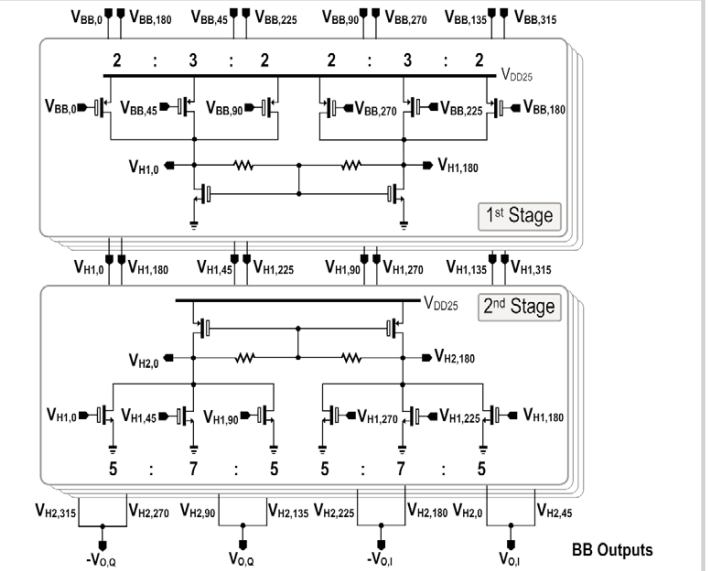 VBB,0 VBB,180 VBB,45 VBB,225 VBB,90 VBB,270 VBB,135 VBB,315
2 : 3 : 2 2 : 3 : 2
VDD25
VBB,0 VBB,45 VBB,90 VBB,270 VBB,225 VBB,180
VH1,0 VH1,180
1st Stage
VH1,0 VH1,180 VH1,45 VH1,225 VH1,90 VH1,270 VH1,135 VH1,315
VDD25 2nd Stage
VH2,0 VH2,180
VH1,0 VH1,45 VH1,90 VH1,270 VH1,225 VH1,180
5 : 7 : 5 5 : 7 : 5
VH2,315 VH2,270 VH2,90 VH2,135 VH2,225 VH2,180 VH2,0 VH2,45
-VO,Q VO,Q -VO,I VO,I BB Outputs